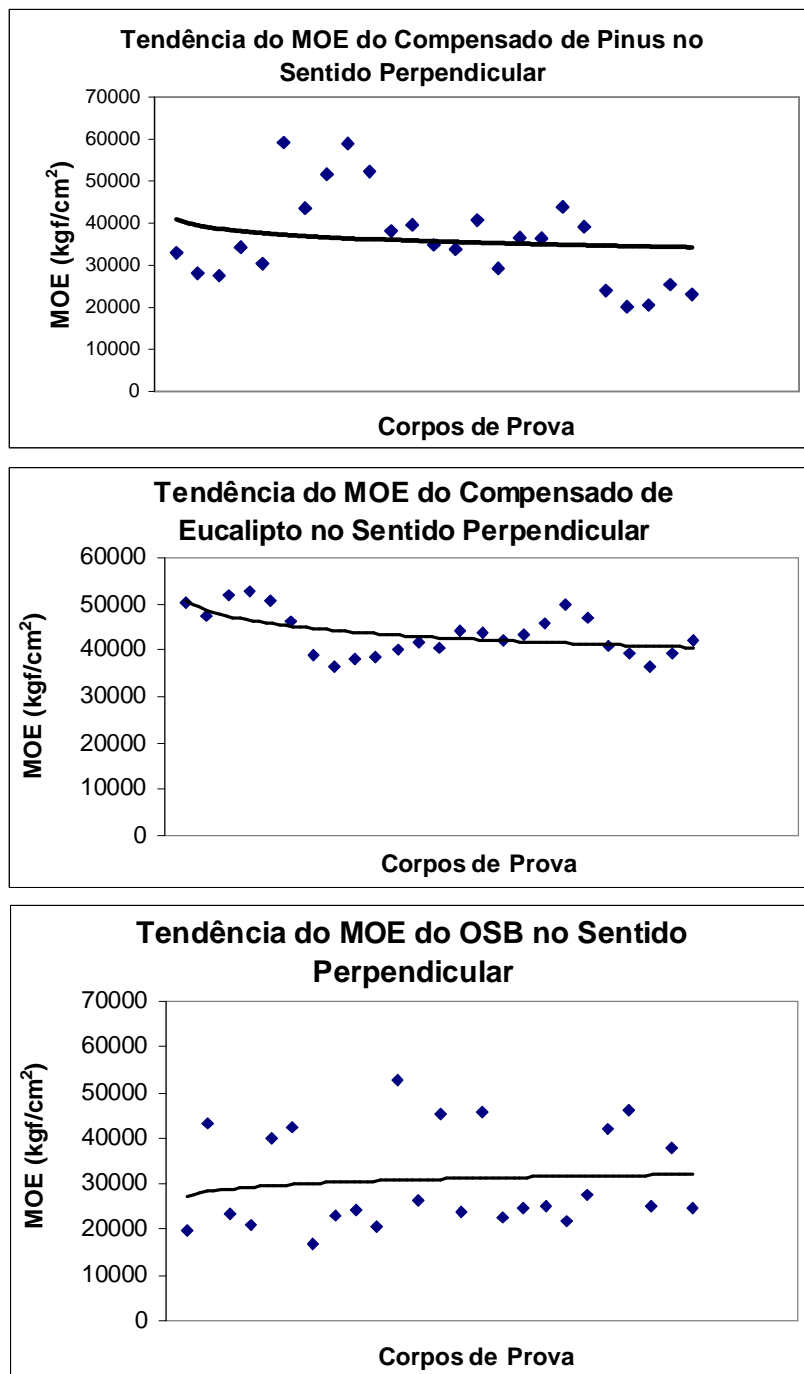 Tendência do MOE do Compensado de Pinus no
Sentido Perpendicular
70000
60000
50000
40000
30000
20000
10000
0
MOE (kgf/cm²)
Corpos de Prova
Tendência do MOE do Compensado de
Eucalipto no Sentido Perpendicular
60000
50000
40000
30000
20000
10000
0
MOE (kgf/cm²)
Corpos de Prova
Tendência do MOE do OSB no Sentido
Perpendicular
70000
60000
50000
40000
30000
20000
10000
0
MOE (kgf/cm²)
Corpos de Prova